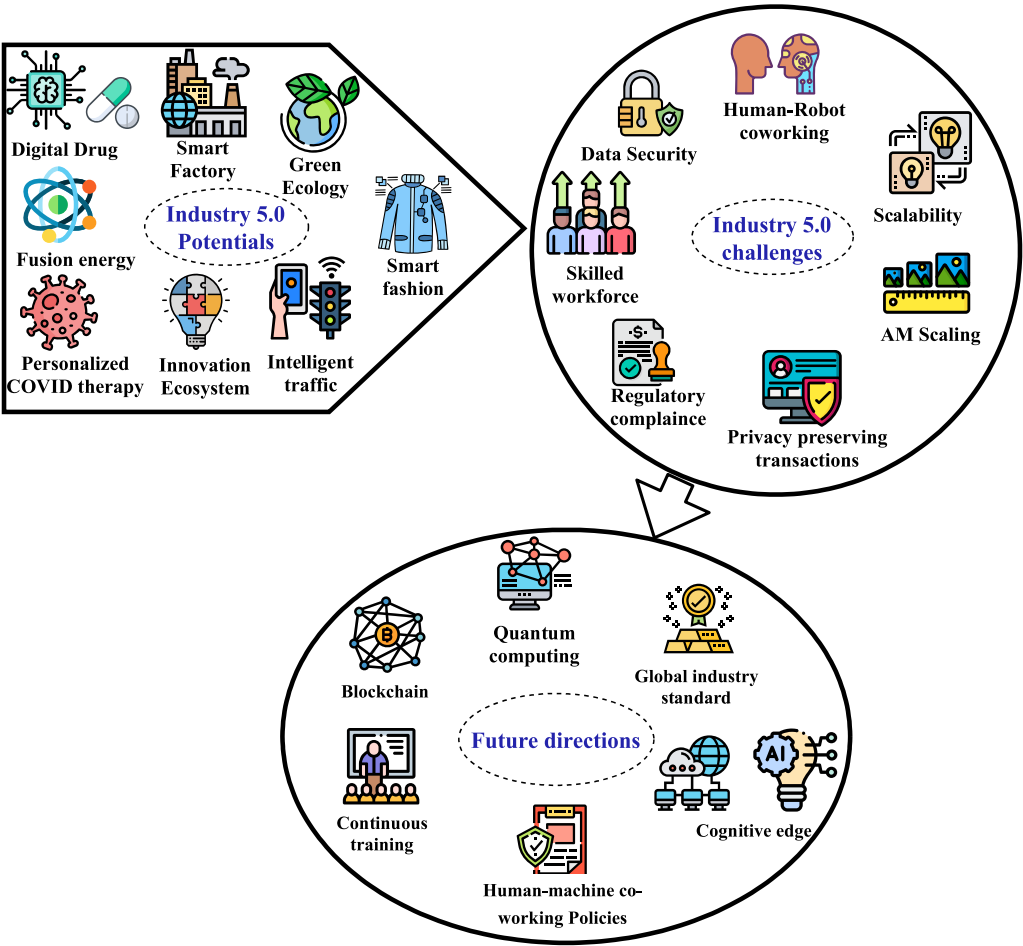 Digital Drug
Smart
Factory
Green
Ecology
Fusion energy
Industry 5.0
Potentials
Smart
fashion
Personalized
COVID therapy
Innovation
Ecosystem
Intelligent
traffic
Human-Robot
coworking
Data Security
Scalability
Industry 5.0
challenges
Skilled
workforce
AM Scaling
-$-
Regulatory
complaince
Privacy preserving
transactions
Quantum
computing
B
Blockchain
Global industry
standard
Future directions
AI
Continuous
training
Cognitive edge
Human-machine co-
working Policies